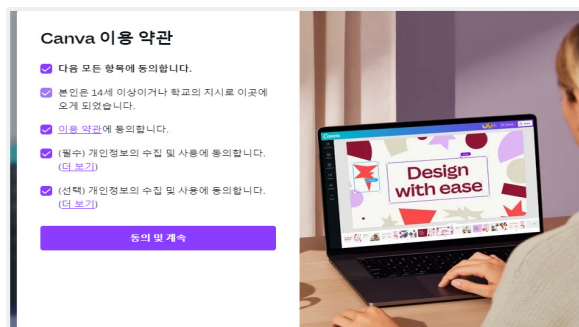 Canva 이용 약관
다음 모든 항목에 동의합니다.
본인은 14세 이상이거나 학교의 지시로 이곳에
오게 되었습니다.
이용 약관에 동의합니다.
(필수) 개인정보의 수집 및 사용에 동의합니다.
(더 보기)
(선택) 개인정보의 수집 및 사용에 동의합니다.
(더 보기)
동의 및 계속
Canva
Design
with ease